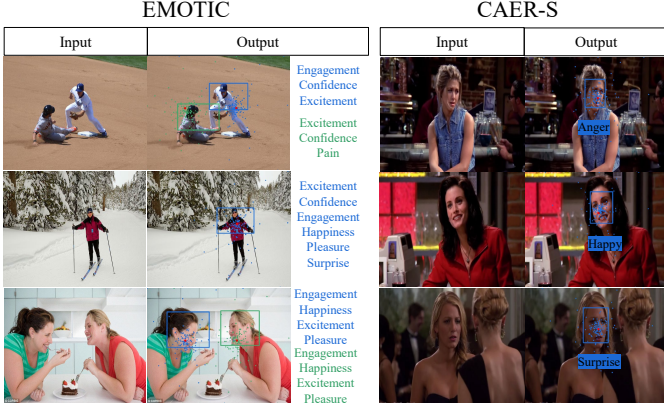 EMOTIC
CAER-S
Input
Output
Input
Output
Engagement
Confidence
Excitement
Excitement
Confidence
Pain
Anger
Excitement
Confidence
Engagement
Happiness
Pleasure
Surprise
Happy
Engagement
Happiness
Excitement
Pleasure
Engagement
Happiness
Excitement
Pleasure
Surprise